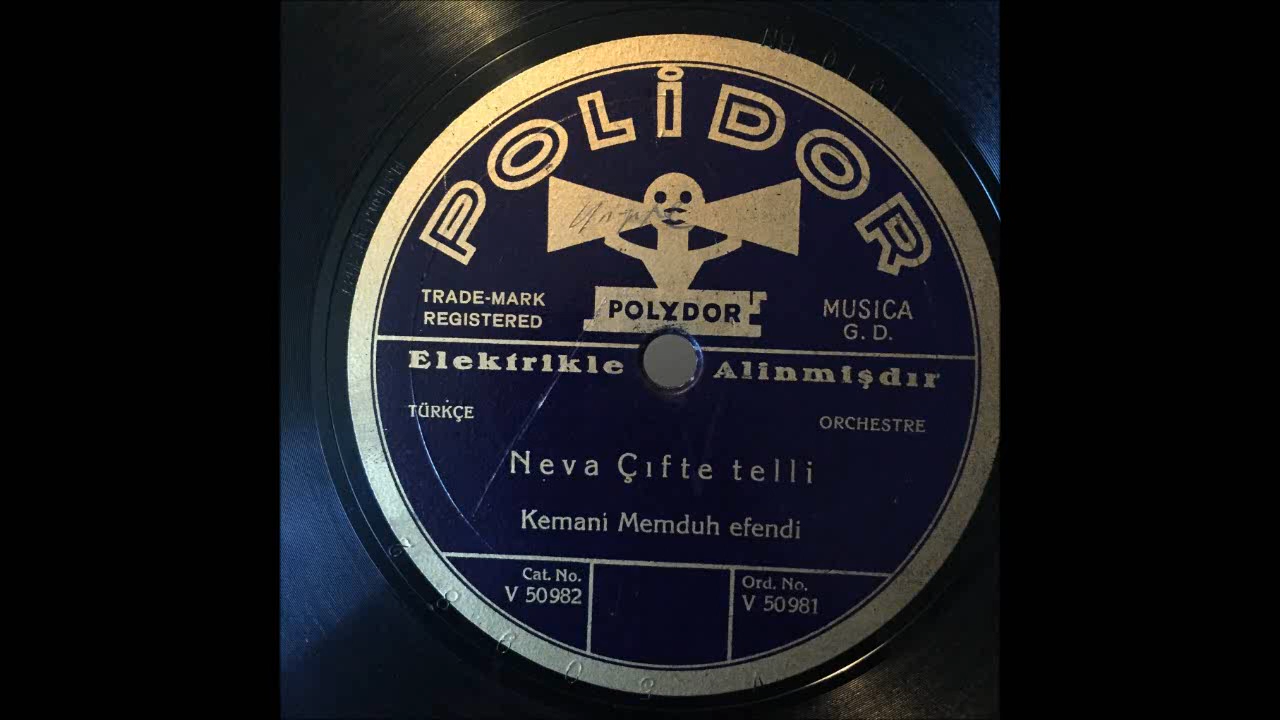 POLİDOR
POLYDOR
TRADE-MARK
REGISTERED
MUSICA
G. D.
Elektrikle Alinmişdır
TÜRKÇE
ORCHESTRE
Neva Çıfte telli
Kemani Memduh efendi
Cat. No.
V 50982
Ord. No.
V 50981